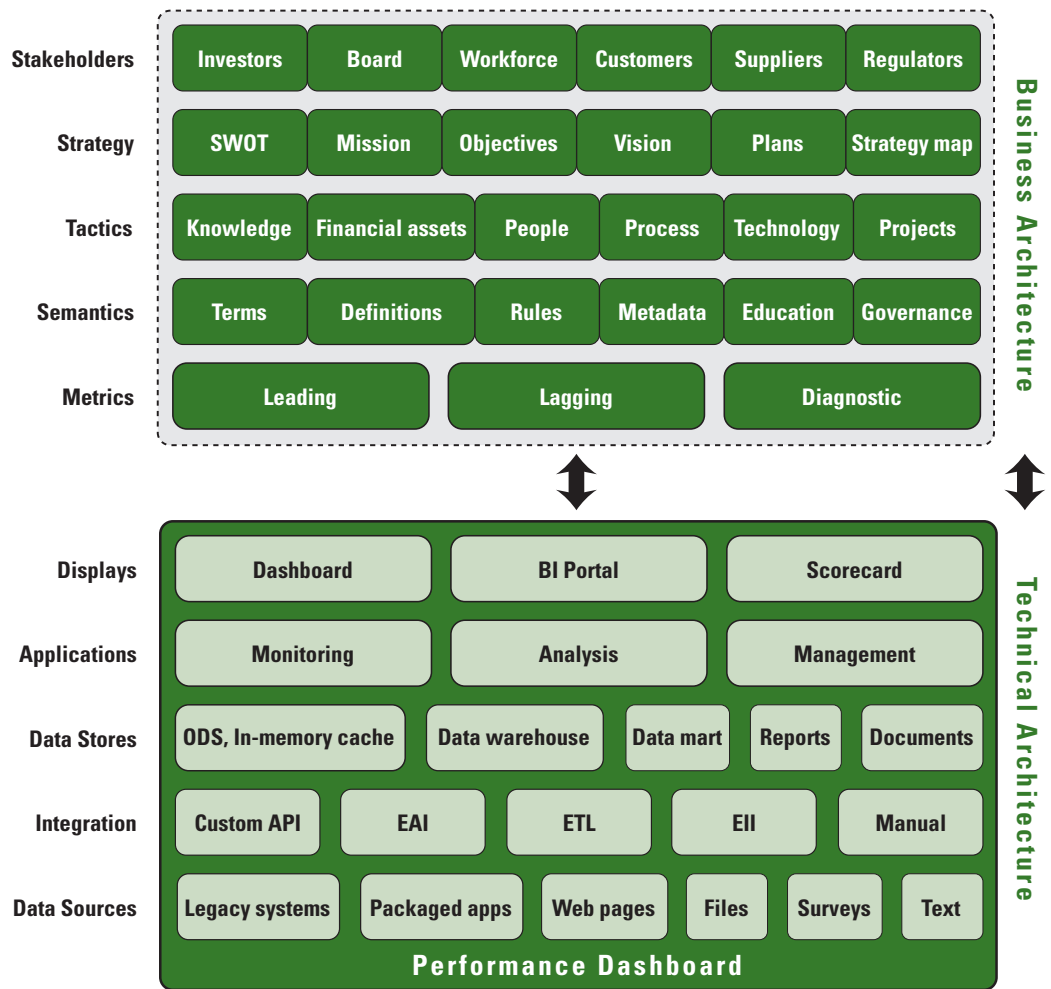 Stakeholders Investors Board Workforce Customers Suppliers Regulators
Strategy SWOT Mission Objectives Vision Plans Strategy map
Tactics Knowledge Financial assets People Process Technology Projects
Semantics Terms Definitions Rules Metadata Education Governance
Metrics Leading Lagging Diagnostic
Business Architecture
Displays Dashboard BI Portal Scorecard
Applications Monitoring Analysis Management
Data Stores ODS, In-memory cache Data warehouse Data mart Reports Documents
Integration Custom API EAI ETL EII Manual
Data Sources Legacy systems Packaged apps Web pages Files Surveys Text
Technical Architecture
Performance Dashboard